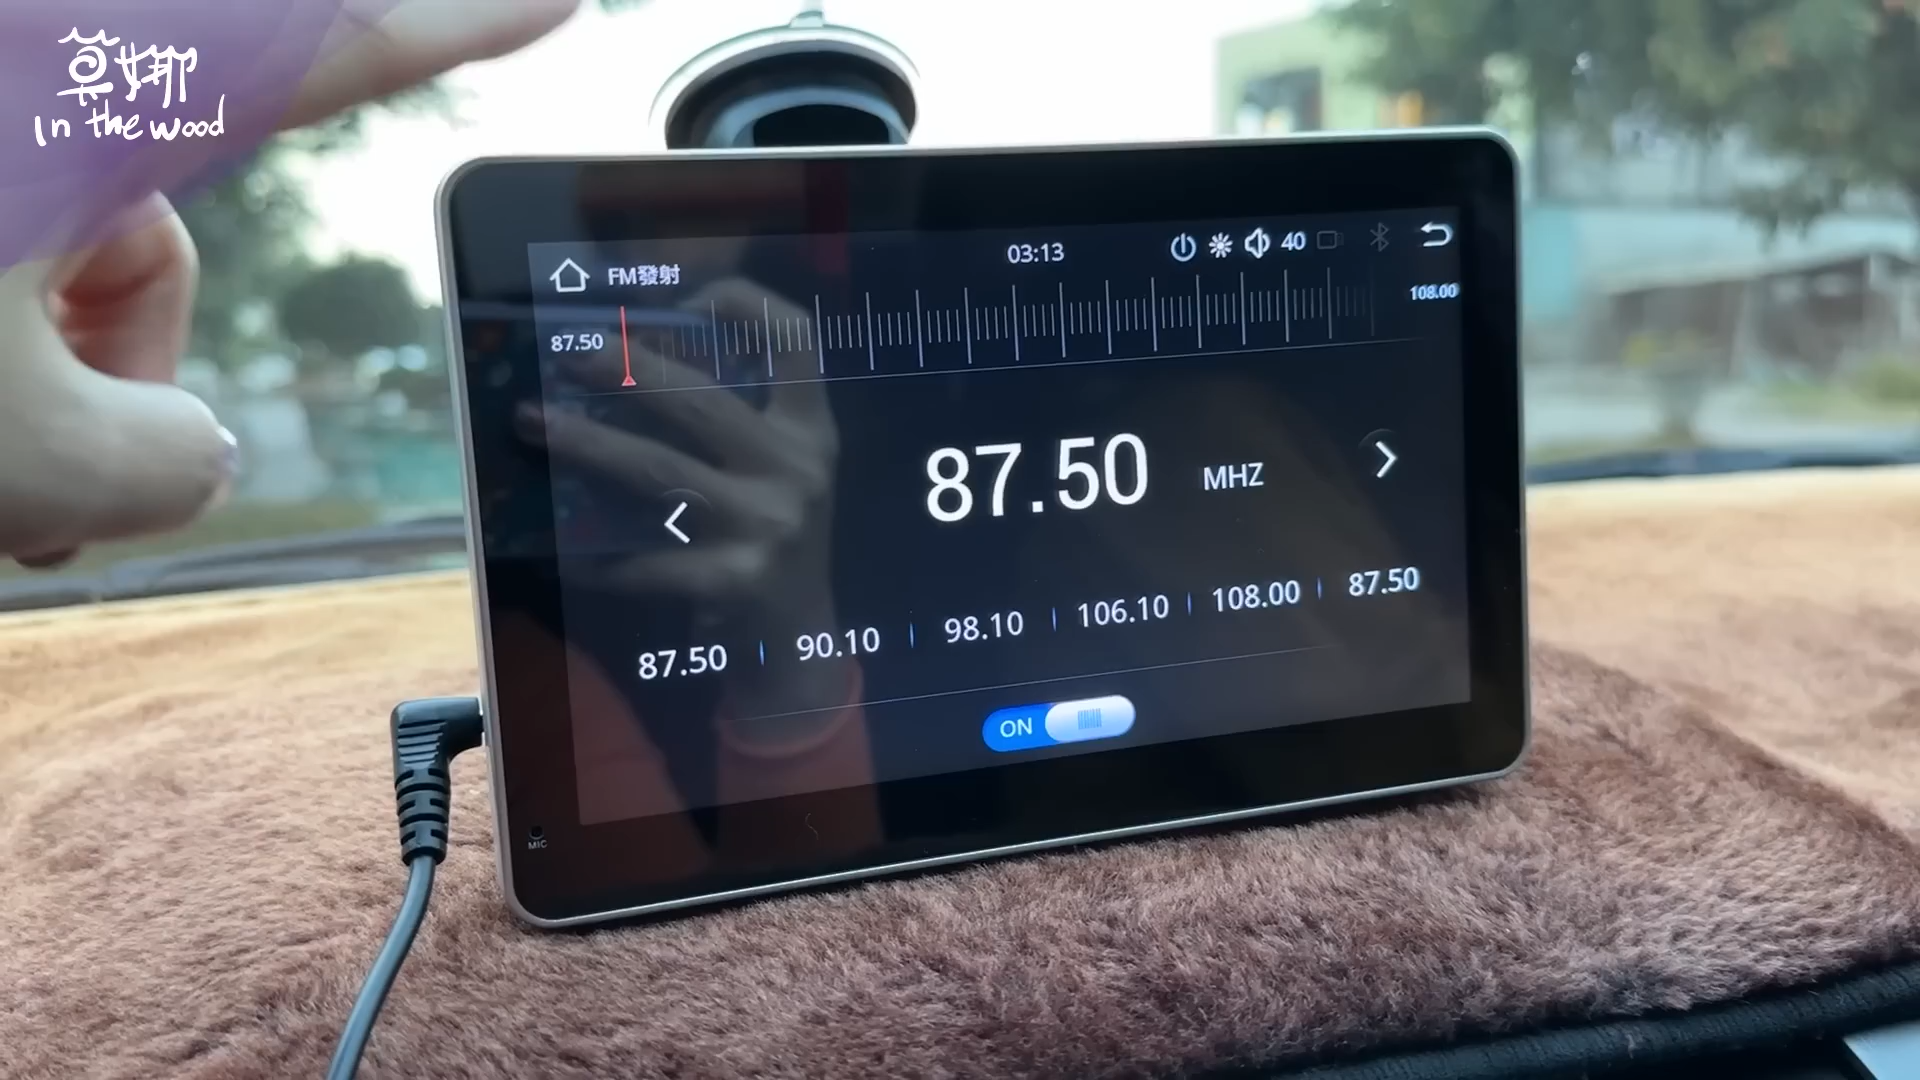 莫娜
In the wood
03:13
40
FM發射
87.50
108.00
87.50 MHZ
87.50 90.10 98.10 106.10 108.00 87.50
ON
MIC